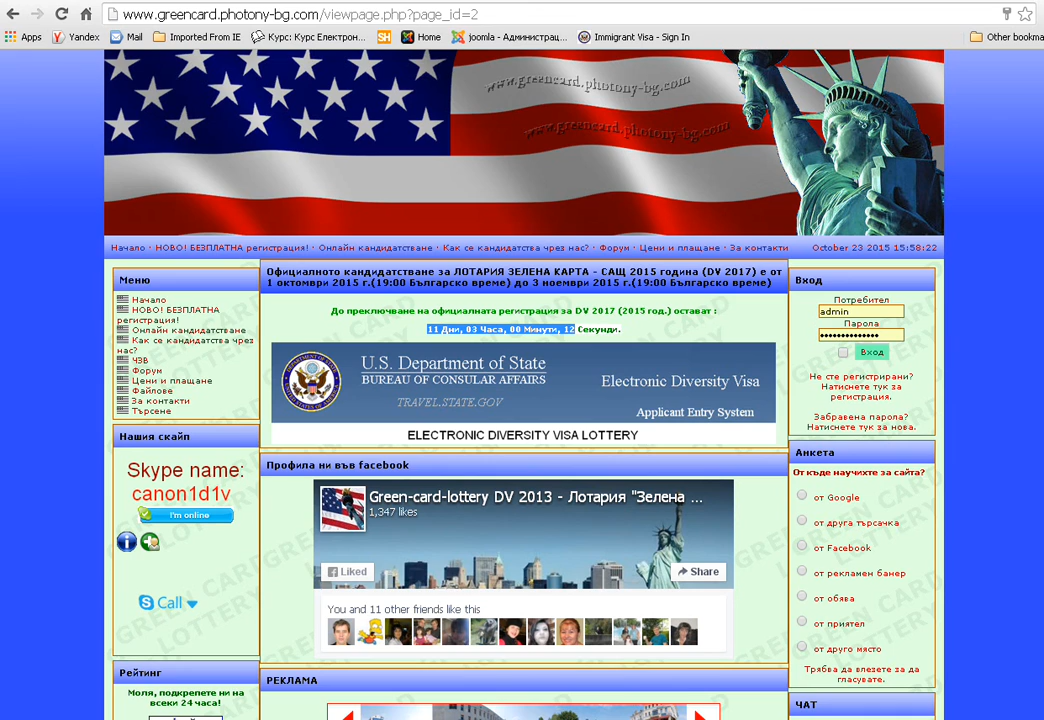 www.greencard.photony-bg.com/viewpage.php?page_id=2
Apps
Yandex
Mail
Imported From IE
Курс: Курс Електрон...
SH
Home
joomla - Администрац...
Immigrant Visa - Sign In
Other bookma
www.greencard.photony-bg.com
www.greencard.photony-bg.com
Начало · НОВО! БЕЗПЛАТНА регистрация! · Онлайн кандидатстване · Как се кандидатства чрез нас? · Форум · Цени и плащане · За контакти
October 23 2015 15:58:22
Меню
Начало
НОВО! БЕЗПЛАТНА
регистрация!
Онлайн кандидатстване
Как се кандидатства чрез
нас?
ЧЗВ
Форум
Цени и плащане
Файлове
За контакти
Търсене
Нашия скайп
Skype name:
canon1d1v
I'm online
Call
Рейтинг
Моля, подкрепете ни на
всеки 24 часа!
Официалното кандидатстване за ЛОТАРИЯ ЗЕЛЕНА КАРТА - САЩ 2015 година (DV 2017) е от
1 октомври 2015 г.(19:00 Българско време) до 3 ноември 2015 г.(19:00 Българско време)
До преключване на официалната регистрация за DV 2017 (2015 год.) остават :
11 Дни, 03 Часа, 00 Минути, 12 Секунди.
U.S. Department of State
BUREAU OF CONSULAR AFFAIRS
TRAVEL.STATE.GOV
Electronic Diversity Visa
Applicant Entry System
ELECTRONIC DIVERSITY VISA LOTTERY
Профила ни във facebook
Green-card-lottery DV 2013 - Лотария "Зелена ...
1,347 likes
Liked
Share
You and 11 other friends like this
РЕКЛАМА
Вход
Потребител
admin
Парола
Вход
Не сте регистрирани?
Натиснете тук за
регистрация.
Забравена парола?
Натиснете тук за нова.
Анкета
От къде научихте за сайта?
от Google
от друга търсачка
от Facebook
от рекламен банер
от обява
от приятел
от друго място
Трябва да влезете за да
гласувате.
ЧАТ